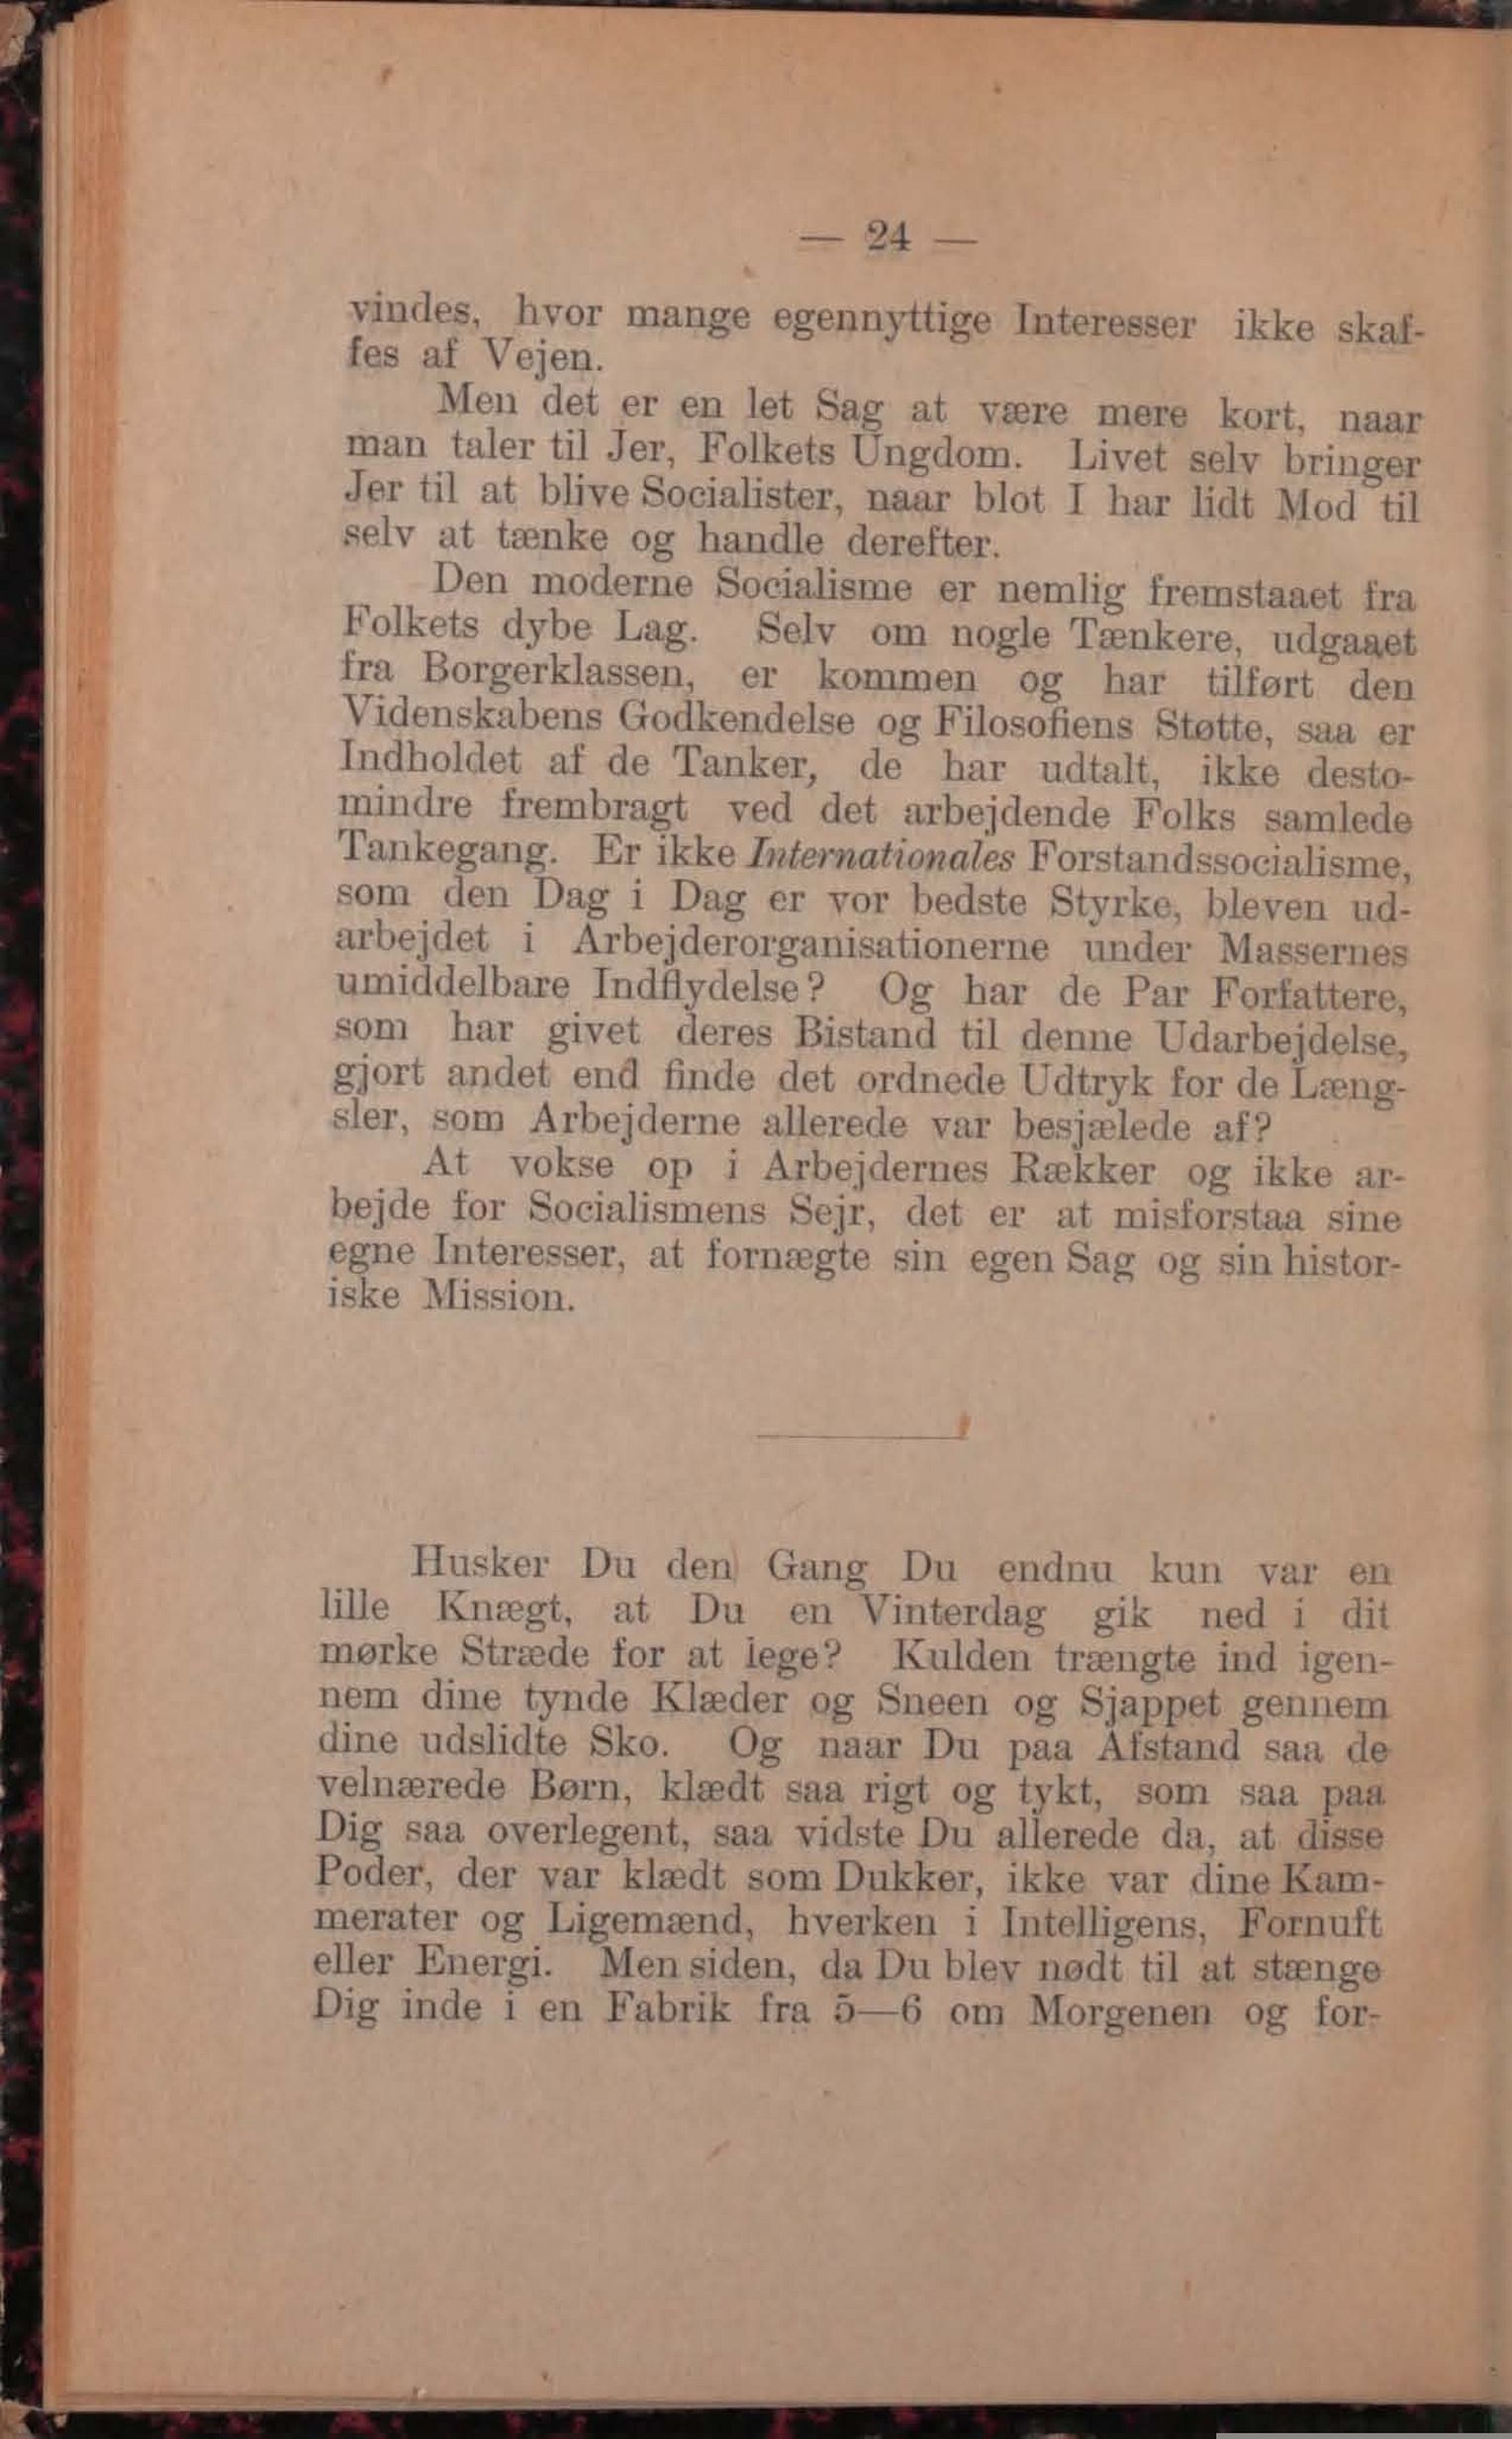 — 24 —
vindes, hvor mange egennyttige Interesser ikke skaf-
fes af Vejen.
Men det er en let Sag at være mere kort, naar
man taler til Jer, Folkets Ungdom. Livet selv bringer
Jer til at blive Socialister, naar blot I har lidt Mod til
selv at tænke og handle derefter.
Den moderne Socialisme er nemlig fremstaaet fra
Folkets dybe Lag. Selv om nogle Tænkere, udgaaet
fra Borgerklassen, er kommen og har tilført den
Videnskabens Godkendelse og Filosofiens Støtte, saa er
Indholdet af de Tanker, de har udtalt, ikke desto-
mindre frembragt ved det arbejdende Folks samlede
Tankegang. Er ikke Internationales Forstandssocialisme,
som den Dag i Dag er vor bedste Styrke, bleven ud-
arbejdet i Arbejderorganisationerne under Massernes
umiddelbare Indflydelse? Og har de Par Forfattere,
som har givet deres Bistand til denne Udarbejdelse,
gjort andet end finde det ordnede Udtryk for de Læng-
sler, som Arbejderne allerede var besjælede af?
At vokse op i Arbejdernes Rækker og ikke ar-
bejde for Socialismens Sejr, det er at misforstaa sine
egne Interesser, at fornægte sin egen Sag og sin histor-
iske Mission.
Husker Du den Gang Du endnu kun var en
lille Knægt, at Du en Vinterdag gik ned i dit
mørke Stræde for at lege? Kulden trængte ind igen-
nem dine tynde Klæder og Sneen og Sjappet gennem
dine udslidte Sko. Og naar Du paa Afstand saa de
velnærede Børn, klædt saa rigt og tykt, som saa paa
Dig saa overlegent, saa vidste Du allerede da, at disse
Poder, der var klædt som Dukker, ikke var dine Kam-
merater og Ligemænd, hverken i Intelligens, Fornuft
eller Energi. Men siden, da Du blev nødt til at stænge
Dig inde i en Fabrik fra 5—6 om Morgenen og for-